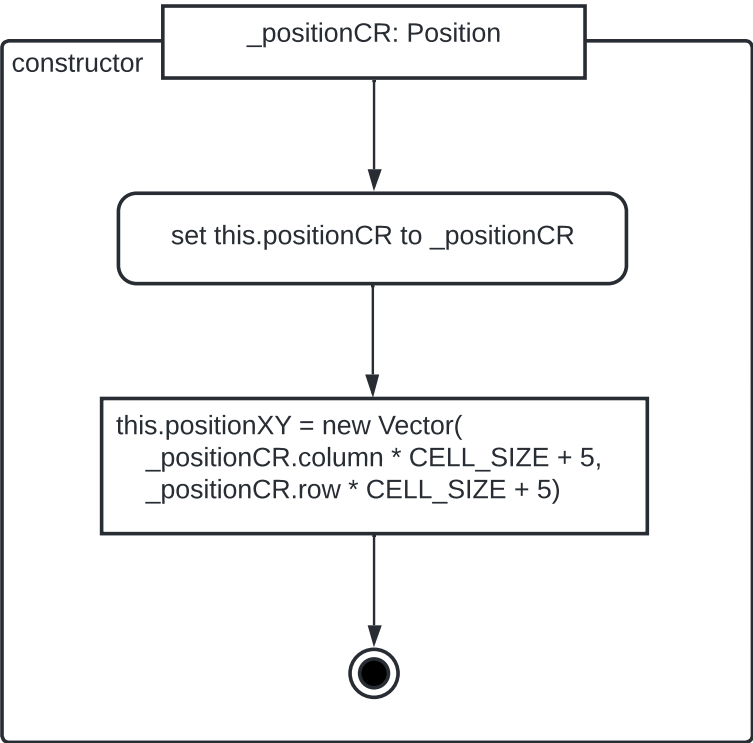 _positionCR: Position
constructor
set this.positionCR to _positionCR
this.positionXY = new Vector(
_positionCR.column * CELL_SIZE + 5,
_positionCR.row * CELL_SIZE + 5)